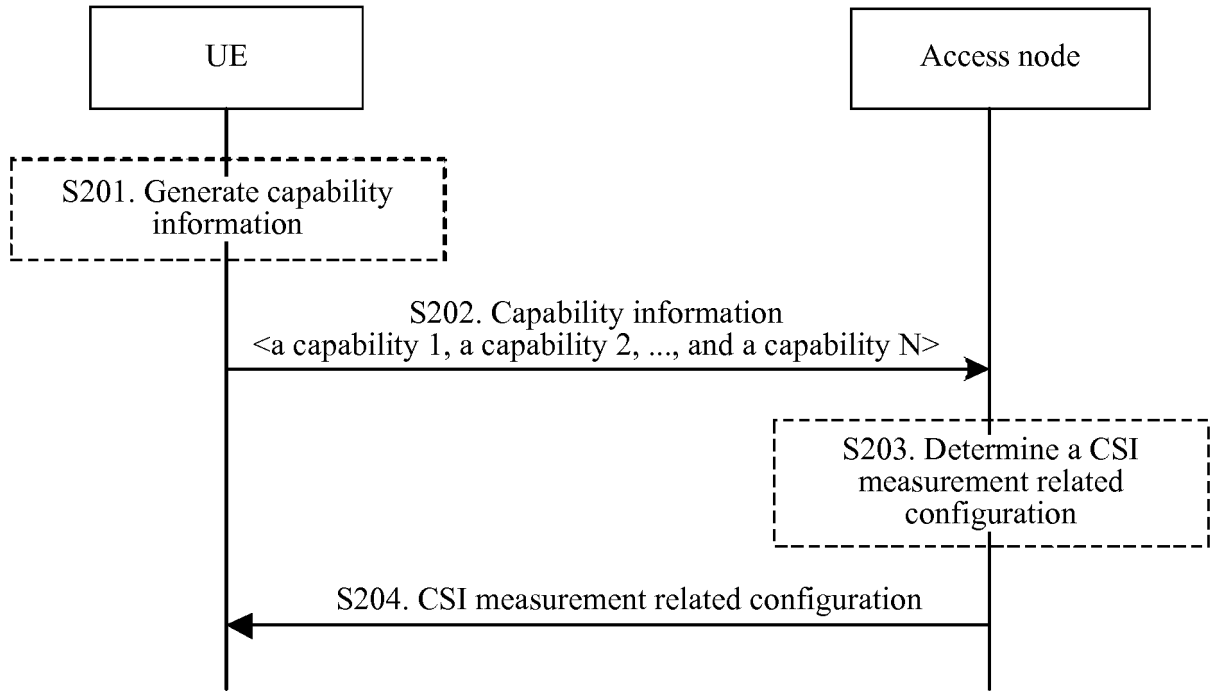 UE
Access node
S201. Generate capability
information
S202. Capability information
<a capability 1, a capability 2, ..., and a capability N>
S203. Determine a CSI
measurement related
configuration
S204. CSI measurement related configuration